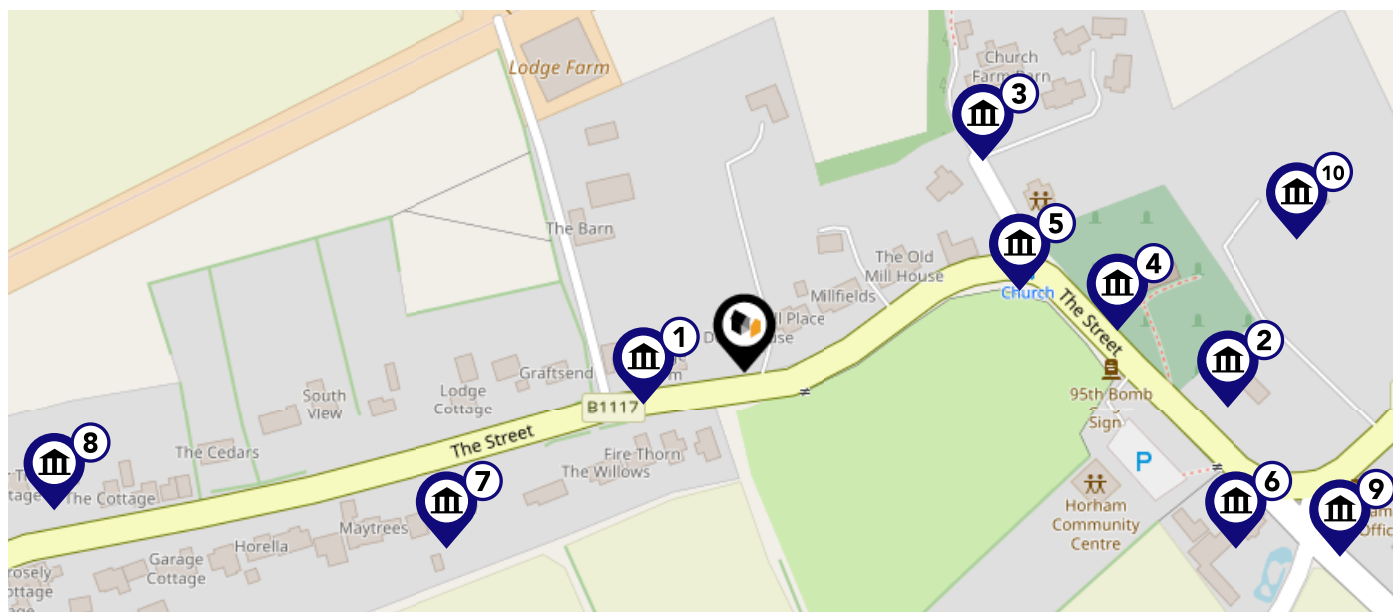 Lodge Farm
Church
Farm Barn
3
10
The Barn
5
The Old
Mill House
4
Millfields
Church
The Street
Place
1
2
Graftsend
South
View
Lodge
Cottage
B1117
95th Bomb
Sign
The Street
8
The Cedars
Fire Thorn
The Willows
7
P
6
9
The Cottage
Maytrees
Horham
Community
Centre
Horella
Garage
Cottage